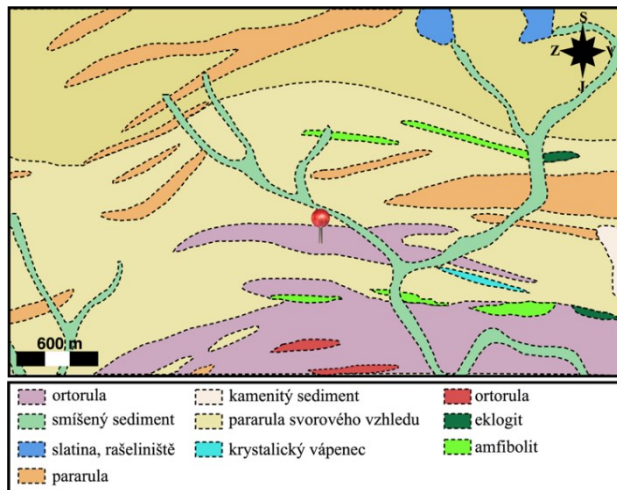 S
Z V
J
600 m
ortorula kamenitý sediment ortorula
smíšený sediment pararula svorového vzhledu eklogit
slatina, rašeliniště krystalický vápenec amfibolit
pararula